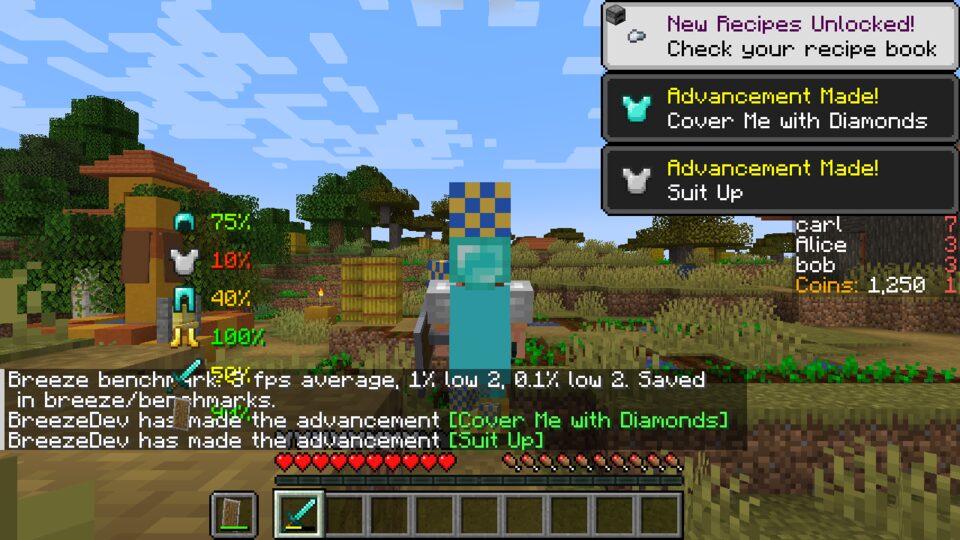 New Recipes Unlocked!
Check your recipe book
Advancement Made!
Cover Me with Diamonds
Advancement Made!
Suit Up
carl 7
Alice 3
bob 3
Coins: 1,250 1
75%
10%
40%
100%
50%
Breeze benchmark: fps average, 1% low 2, 0.1% low 2. Saved
in breeze/benchmarks.
BreezeDev has made the advancement [Cover Me with Diamonds]
BreezeDev has made the advancement [Suit Up]